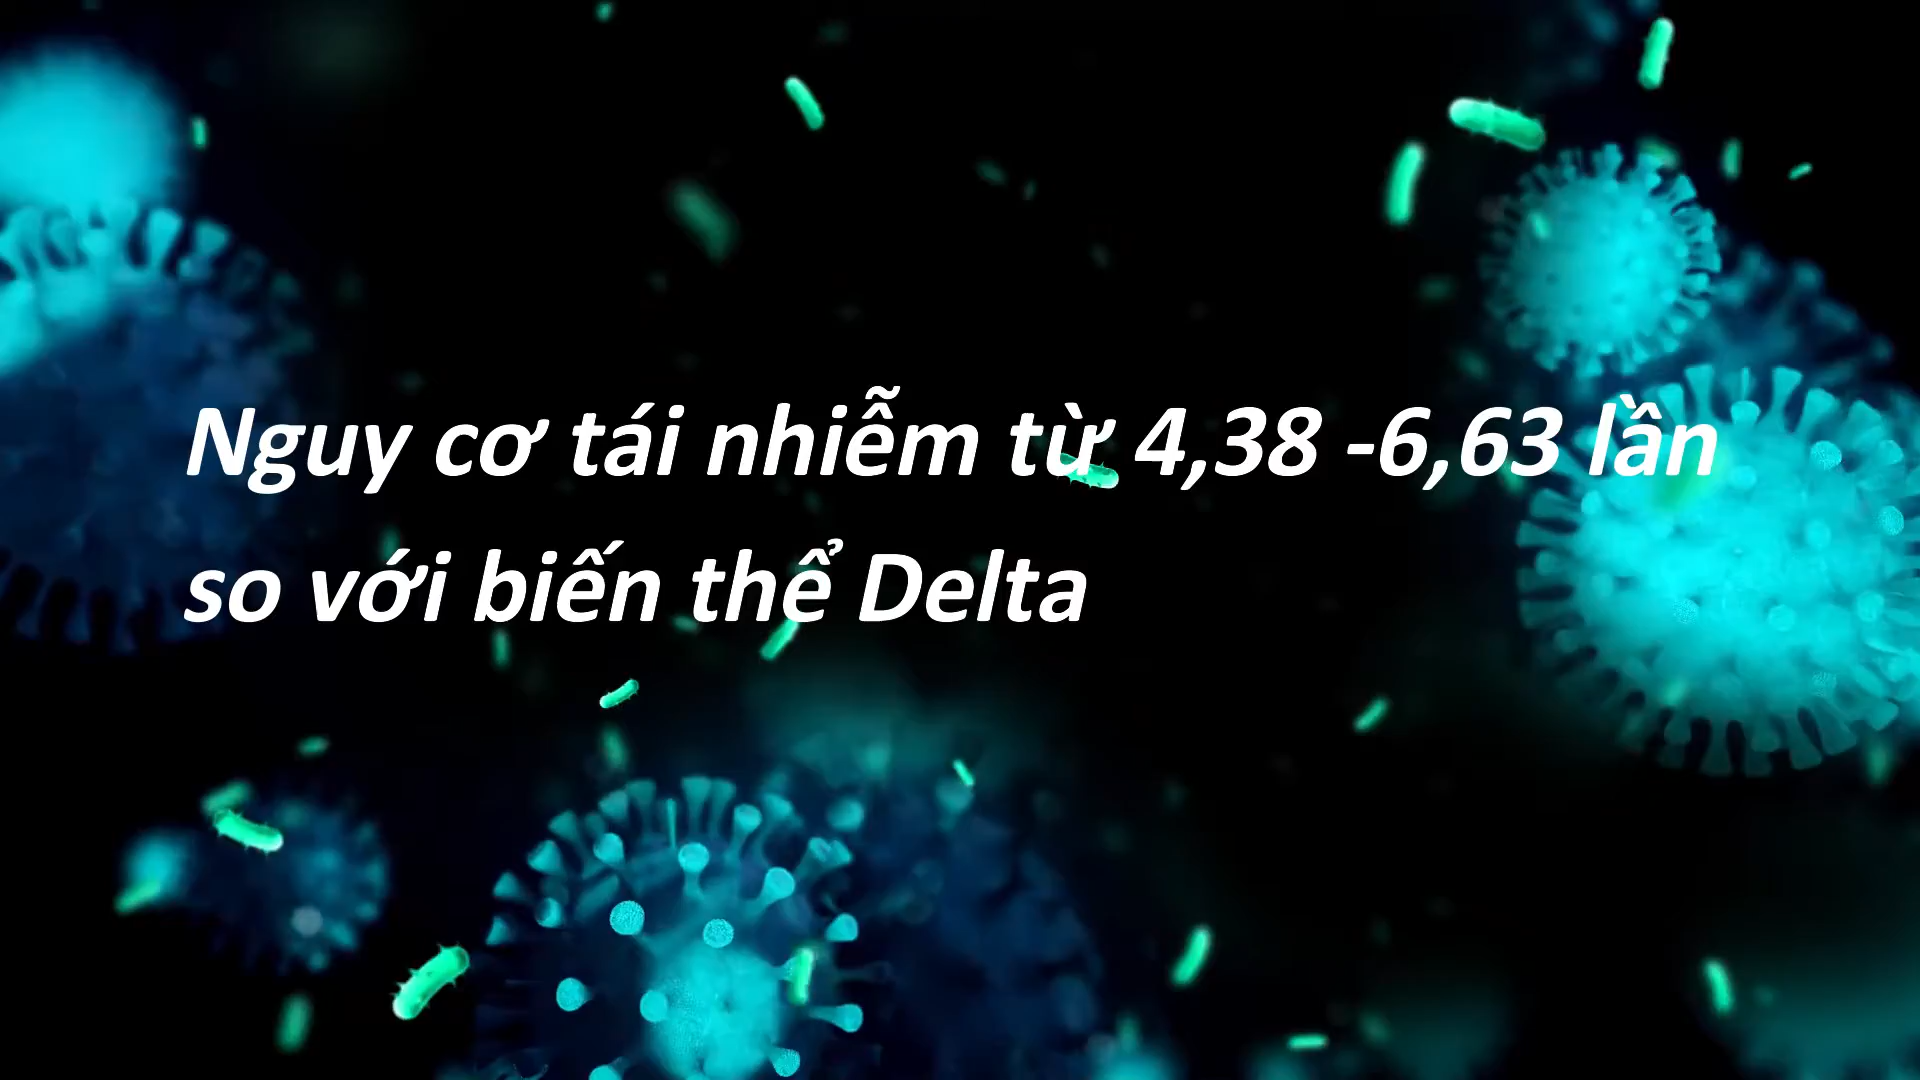 Nguy cơ tái nhiễm từ 4,38 -6,63 lần
so với biến thể Delta